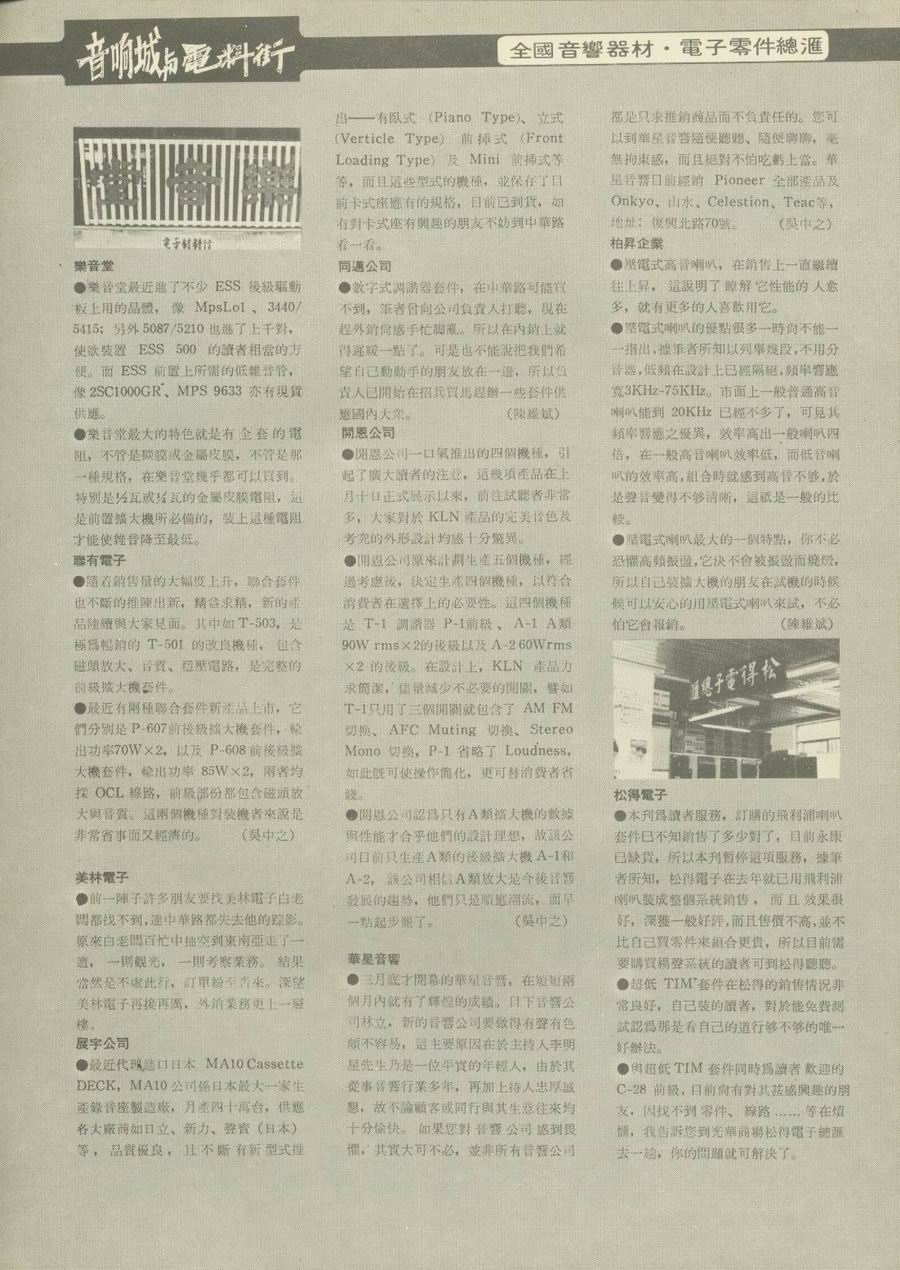 音响城与電料街
全國音響器材・電子零件總滙
電子材料行
樂音堂
●樂音堂最近進了不少 ESS 後級驅動
板上用的晶體，像 MpsLo1、3440/
5415；另外5087/5210也進了上千對，
使欲裝置 ESS 500 的讀者相當的方
便。而 ESS 前置上所需的低雜音管，
像2SC1000GR、MPS 9633 亦有現貨
供應。
●樂音堂最大的特色就是有全套的電
阻，不管是碳膜或金屬皮膜，不管是那
一種規格，在樂音堂幾乎都可以買到。
特別是½瓦或¼瓦的金屬皮膜電阻，這
是前置擴大機所必備的，裝上這種電阻
才能使雜音降至最低。
聯有電子
●隨着銷售量的大幅度上升，聯合套件
也不斷的推陳出新，精益求精，新的產
品陸續與大家見面。其中如T-503，是
極爲暢銷的 T-501 的改良機種，包含
磁頭放大、音質、穩壓電路，是完整的
前級擴大機套件。
●最近有兩種聯合套件新產品上市，它
們分別是P-607前後級擴大機套件，輸
出功率70W×2，以及 P-608前後級擴
大機套件，輸出功率 85W×2，兩者均
採 OCL 線路，前級部份都包含磁頭放
大與音質。這兩個機種對裝機者來說是
非常省事而又經濟的。　（吳中之）
美林電子
●前一陣子許多朋友要找美林電子白老
闆都找不到，連中華路都失去他的踪影。
原來白老闆百忙中抽空到東南亞走了一
遭，一則觀光，一則考察業務。結果
當然是不虛此行，訂單紛至沓來。深望
美林電子再接再厲，外銷業務更上一層
樓。
展宇公司
●最近代理進口日本 MA10 Cassette
DECK，MA10公司係日本最大一家生
產錄音座製造廠，月產四十萬台，供應
各大廠商如日立、新力、聲寶（日本）
等，品質優良，且不斷有新型式推
出——有臥式（Piano Type）、立式
（Verticle Type）前挿式（Front
Loading Type）及 Mini 前挿式等
等，而且這些型式的機種，並保存了目
前卡式座應有的規格，目前已到貨，如
有對卡式座有興趣的朋友不妨到中華路
看一看。
同邁公司
●數字式調諧器套件，在中華路可能買
不到，筆者曾向公司負責人打聽，現在
趕外銷尙感手忙脚亂。所以在內銷上就
得遲緩一點了。可是也不能說把我們希
望自己動動手的朋友放在一邊，所以負
責人已開始在招兵買馬趕辦一些套件供
應國內大衆。　（陳維斌）
開恩公司
●開恩公司一口氣推出的四個機種，引
起了廣大讀者的注意，這幾項產品在上
月十日正式展示以來，前往試聽者非常
多，大家對於 KLN 產品的完美音色及
考究的外形設計均感十分驚異。
●開恩公司原來計劃生產五個機種，經
過考慮後，決定生產四個機種，以符合
消費者在選擇上的必要性。這四個機種
是 T-1 調諧器 P-1前級、A-1 A類
90W rms×2的後級以及A-2 60Wrms
×2 的後級。在設計上，KLN 產品力
求簡潔，儘量減少不必要的開關，譬如
T-1只用了三個開關就包含了 AM FM
切換、AFC Muting 切換、Stereo
Mono 切換，P-1 省略了 Loudness，
如此旣可使操作簡化，更可替消費者省
錢。
●開恩公司認爲只有A類擴大機的數據
與性能才合乎他們的設計理想，故該公
司目前只生產A類的後級擴大機A-1和
A-2，該公司相信A類放大是今後音響
發展的趨勢，他們只是順應潮流，而早
一點起步罷了。　（吳中之）
華星音響
●三月底才開幕的華星音響，在短短兩
個月內就有了輝煌的成績。目下音響公
司林立，新的音響公司要做得有聲有色
頗不容易，這主要原因在於主持人李明
星先生乃是一位平實的年輕人，由於其
從事音響行業多年，再加上待人忠厚誠
懇，故不論顧客或同行與其生意往來均
十分愉快。如果您對音響公司感到畏
懼，其實大可不必，並非所有音響公司
都是只求推銷商品而不負責任的。您可
以到華星音響隨便聽聽、隨便聊聊，毫
無拘束感，而且絕對不怕吃虧上當。華
星音響目前經銷 Pioneer 全部產品及
Onkyo、山水、Celestion、Teac等，
地址：復興北路70號。　（吳中之）
柏昇企業
●壓電式高音喇叭，在銷售上一直繼續
往上昇，這說明了瞭解它性能的人愈
多，就有更多的人喜歡用它。
●壓電式喇叭的優點很多一時尙不能一
一指出，據筆者所知以列舉幾段，不用分
音器，低頻在設計上已經隔絕，頻率響應
寬3KHz-75KHz。市面上一般普通高音
喇叭能到 20KHz 已經不多了，可見其
頻率響應之優異，效率高出一般喇叭四
倍，在一般高音喇叭效率低，而低音喇
叭的效率高，組合時就感到高音不够，於
是聲音變得不够清晰，這祇是一般的比
較。
●壓電式喇叭最大的一個特點，你不必
恐懼高頻振盪，它決不會被振盪而燒燬，
所以自己裝擴大機的朋友在試機的時候
候可以安心的用壓電式喇叭來試，不必
怕它會報銷。　（陳維斌）
松得電子總滙
松得電子
●本刊爲讀者服務，訂購的飛利浦喇叭
套件已不知銷售了多少對了，目前永康
已缺貨，所以本刊暫停這項服務，據筆
者所知，松得電子在去年就已用飛利浦
喇叭裝成整個系統銷售，而且效果很
好，深獲一般好評，而且售價不高，並不
比自己買零件來組合更貴，所以目前需
要購買楊聲系統的讀者可到松得聽聽。
●超低 TIM 套件在松得的銷售情況非
常良好，自己裝的讀者，對於能免費測
試認爲那是看自己的道行够不够的唯一
好辦法。
●與超低TIM 套件同時爲讀者歡迎的
C-28 前級，目前尙有對其甚感興趣的朋
友，因找不到零件、線路……等在煩
惱，我告訴您到光華商場松得電子總滙
去一趟，你的問題就可解決了。